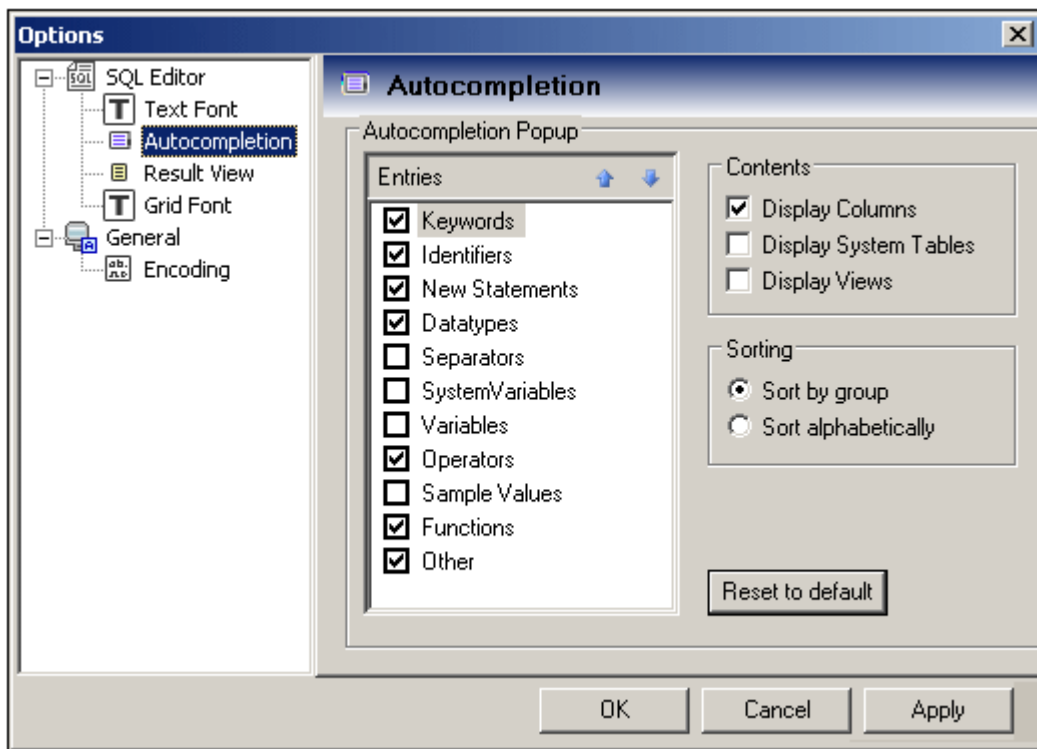 Options
SQL Editor
Text Font
Autocompletion
Result View
Grid Font
General
Encoding
Autocompletion
Autocompletion Popup
Entries
Keywords
Identifiers
New Statements
Datatypes
Separators
SystemVariables
Variables
Operators
Sample Values
Functions
Other
Contents
Display Columns
Display System Tables
Display Views
Sorting
Sort by group
Sort alphabetically
Reset to default
OK
Cancel
Apply